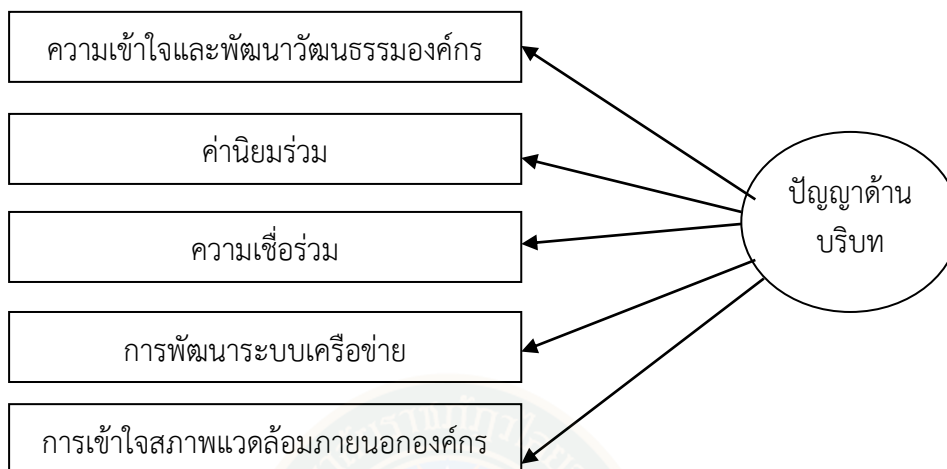 ความเข้าใจและพัฒนาวัฒนธรรมองค์กร
ค่านิยมร่วม
ความเชื่อร่วม
การพัฒนาระบบเครือข่าย
การเข้าใจสภาพแวดล้อมภายนอกองค์กร
ปัญญาด้าน
บริบท